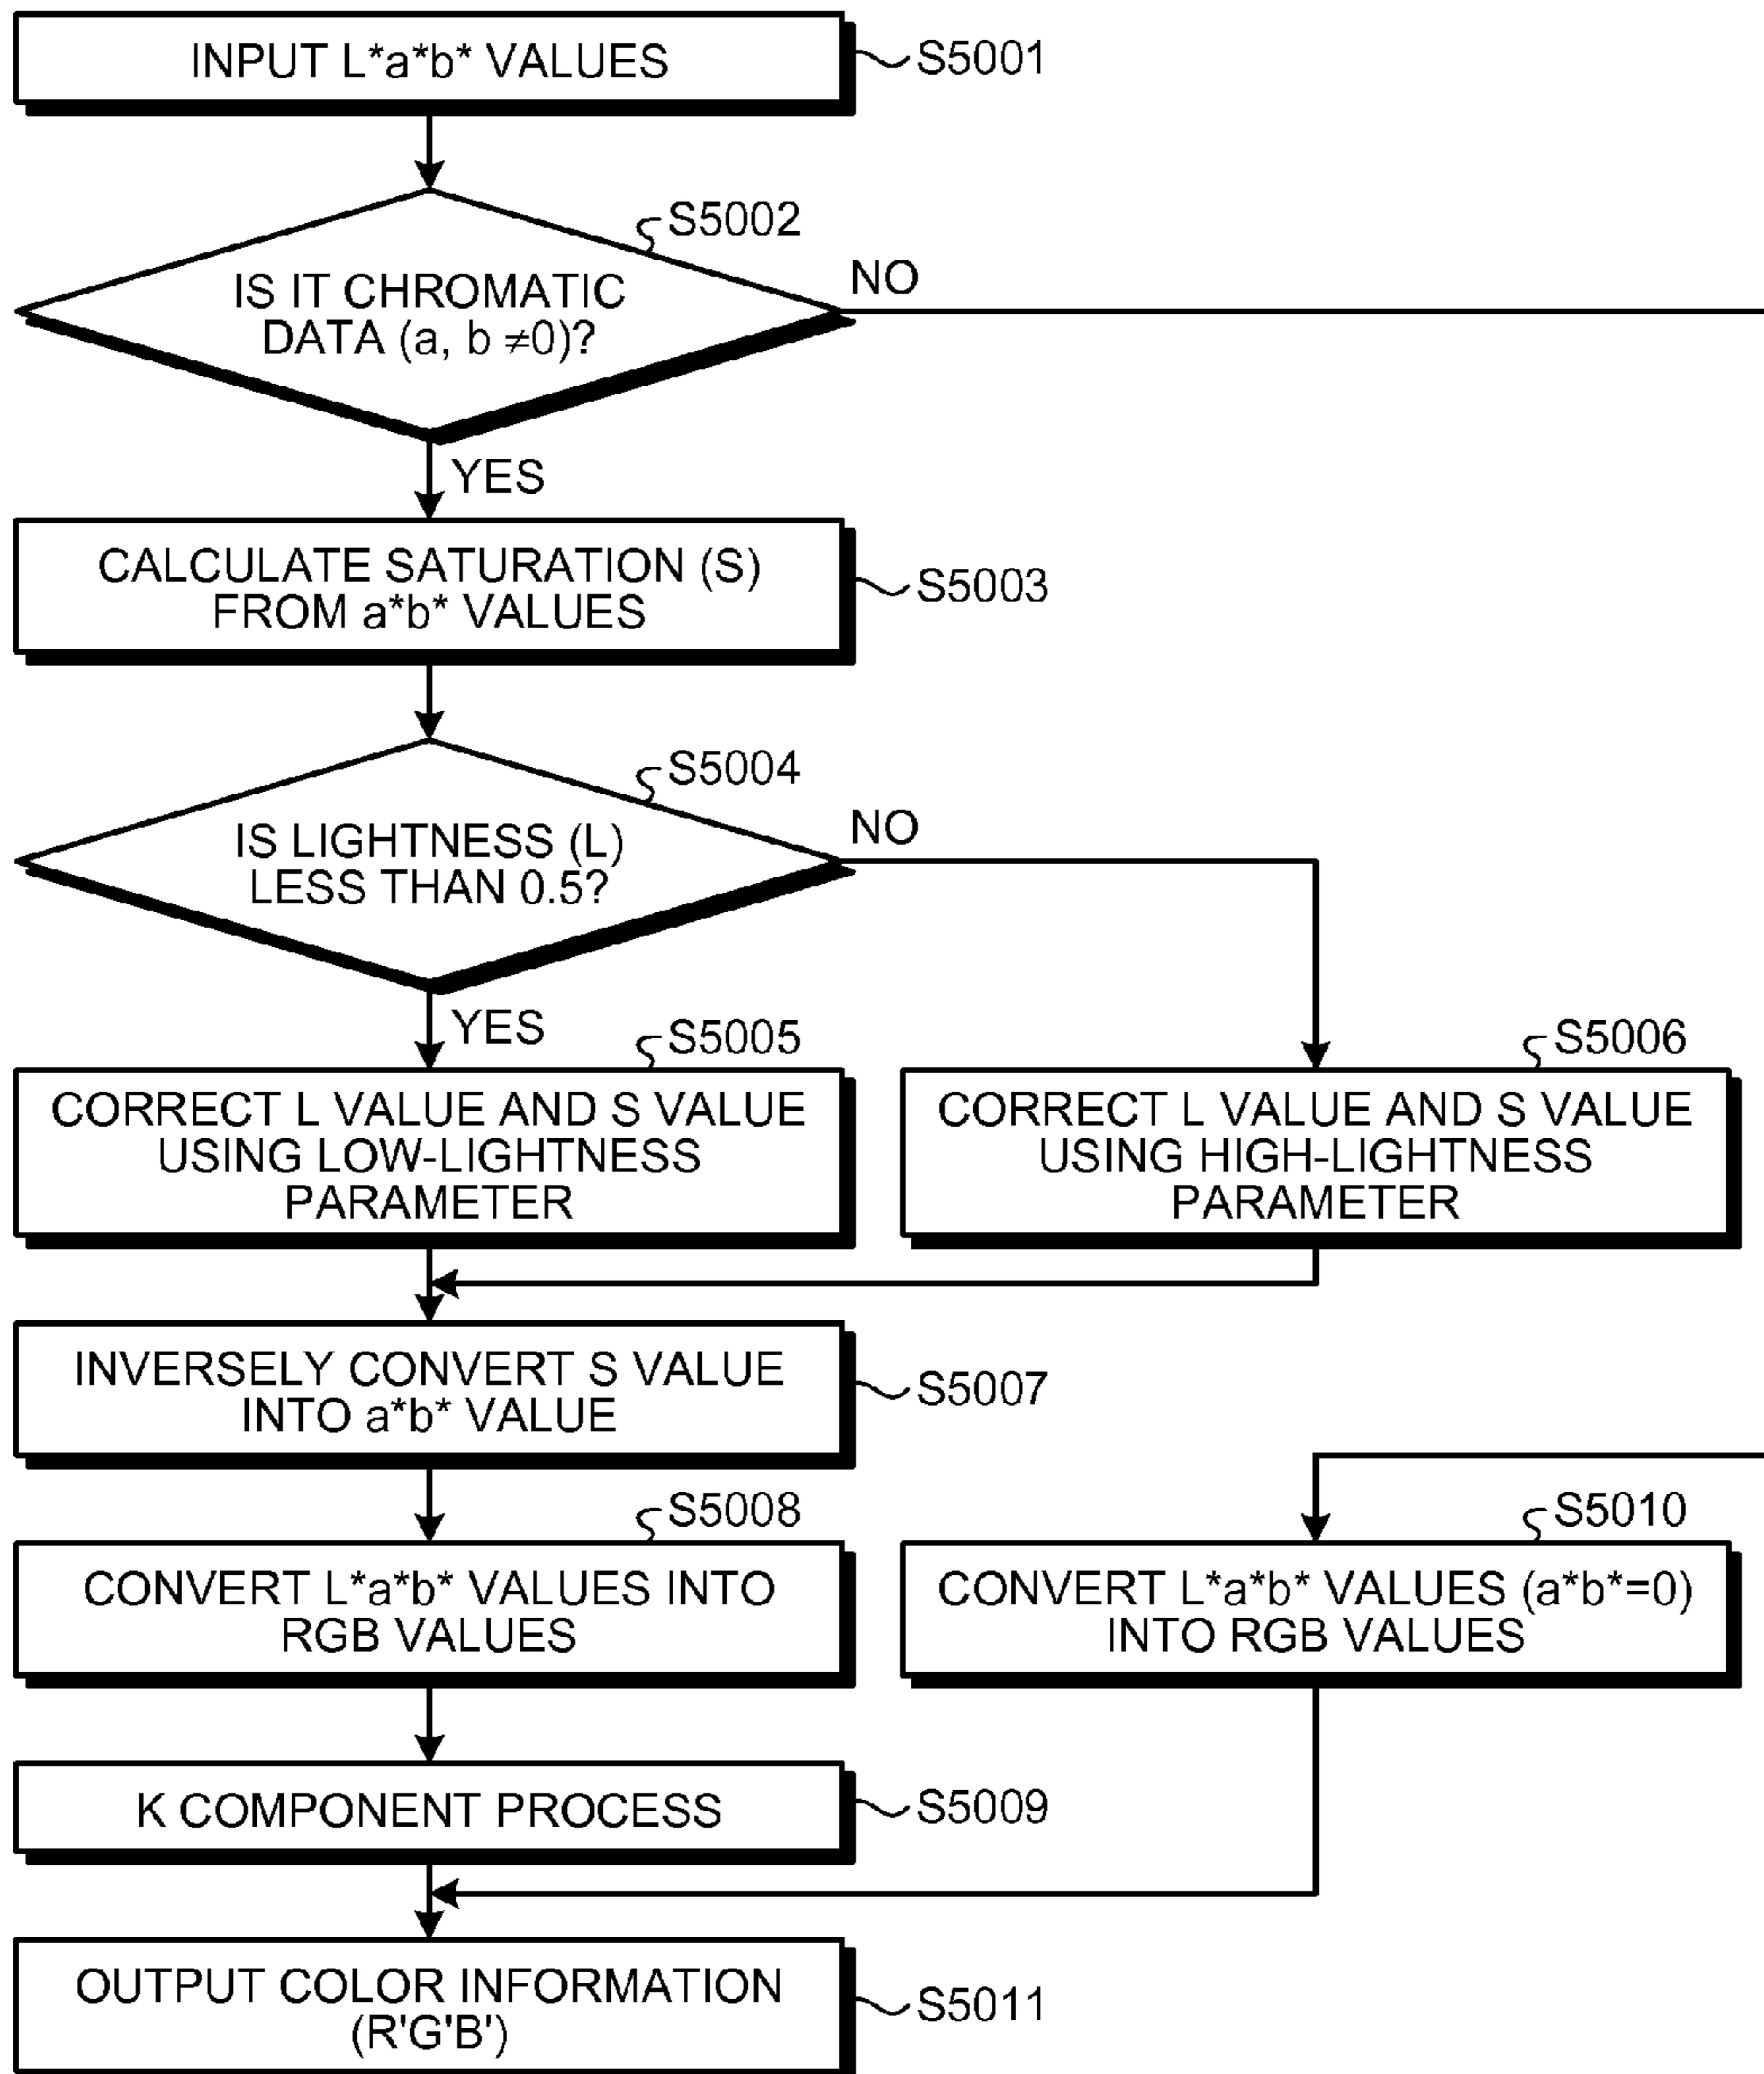 INPUT L*a*b* VALUES
S5001
S5002
IS IT CHROMATIC
DATA (a, b ≠0)?
NO
YES
CALCULATE SATURATION (S)
FROM a*b* VALUES
S5003
S5004
IS LIGHTNESS (L)
LESS THAN 0.5?
NO
YES
S5005
CORRECT L VALUE AND S VALUE
USING LOW-LIGHTNESS
PARAMETER
S5006
CORRECT L VALUE AND S VALUE
USING HIGH-LIGHTNESS
PARAMETER
INVERSELY CONVERT S VALUE
INTO a*b* VALUE
S5007
S5008
CONVERT L*a*b* VALUES INTO
RGB VALUES
S5010
CONVERT L*a*b* VALUES (a*b*=0)
INTO RGB VALUES
K COMPONENT PROCESS
S5009
OUTPUT COLOR INFORMATION
(R'G'B')
S5011